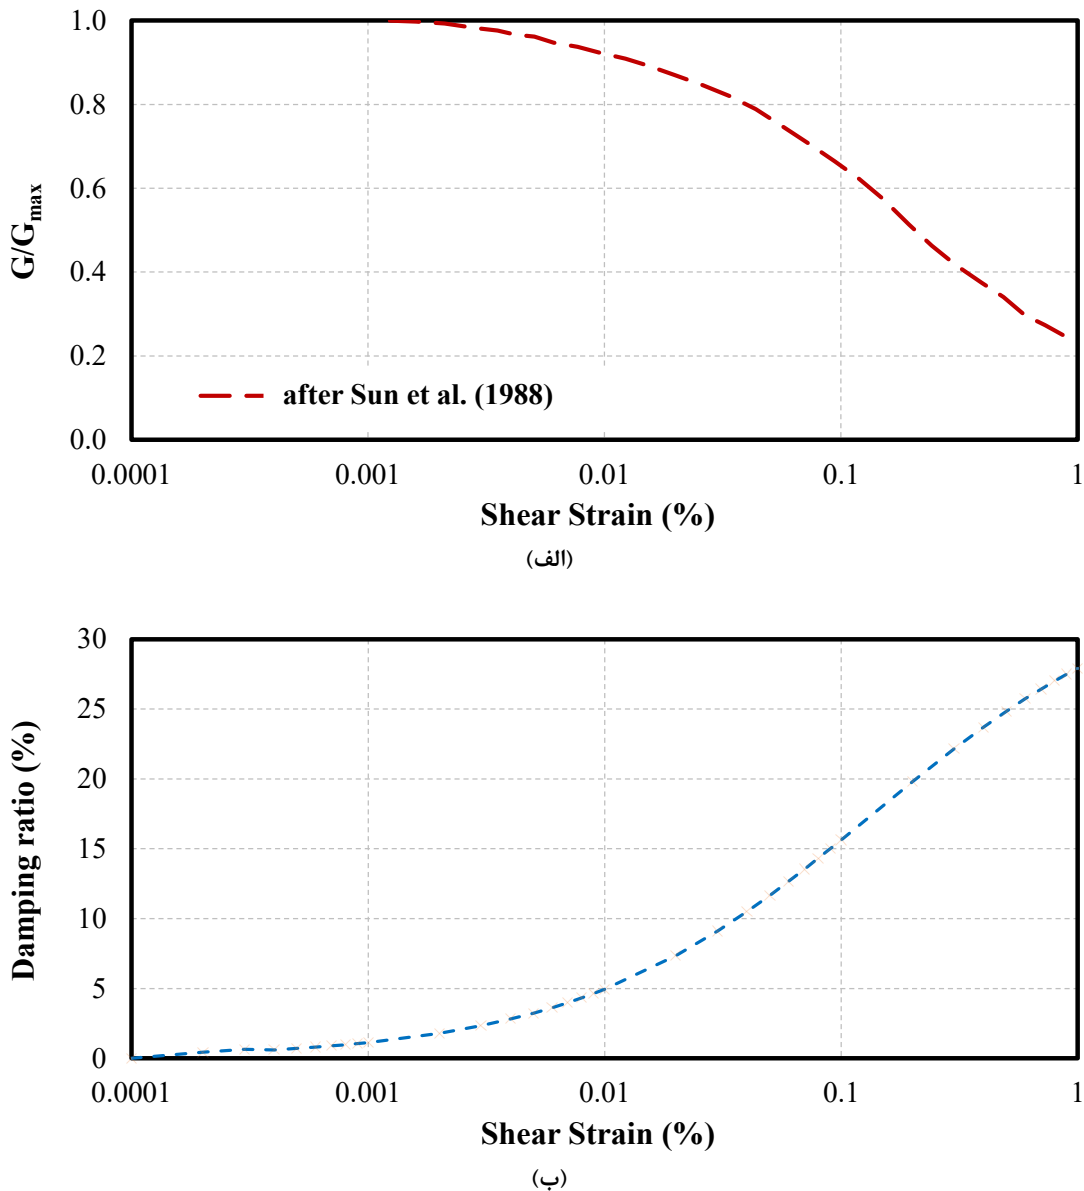 1.0
0.8
0.6
0.4
0.2
0.0
G/Gmax
after Sun et al. (1988)
0.0001 0.001 0.01 0.1 1
Shear Strain (%)
(الف)
30
25
20
15
10
5
0
Damping ratio (%)
0.0001 0.001 0.01 0.1 1
Shear Strain (%)
(ب)